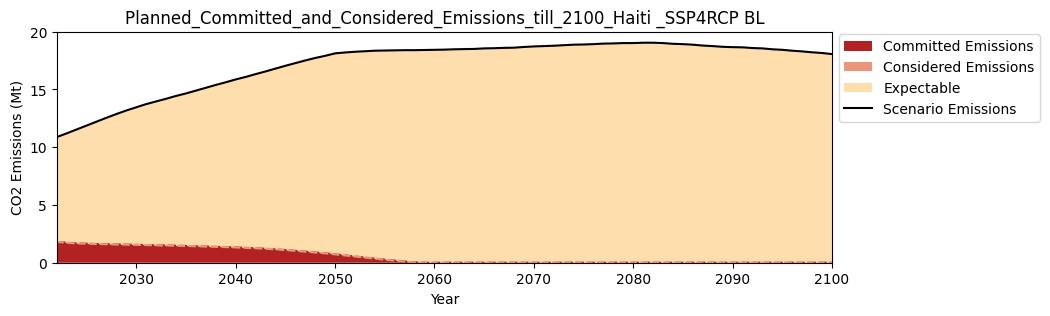 Planned_Committed_and_Considered_Emissions_till_2100_Haiti _SSP4RCP BL
CO2 Emissions (Mt)
20
15
10
5
0
2030 2040 2050 2060 2070 2080 2090 2100
Year
Committed Emissions
Considered Emissions
Expectable
Scenario Emissions